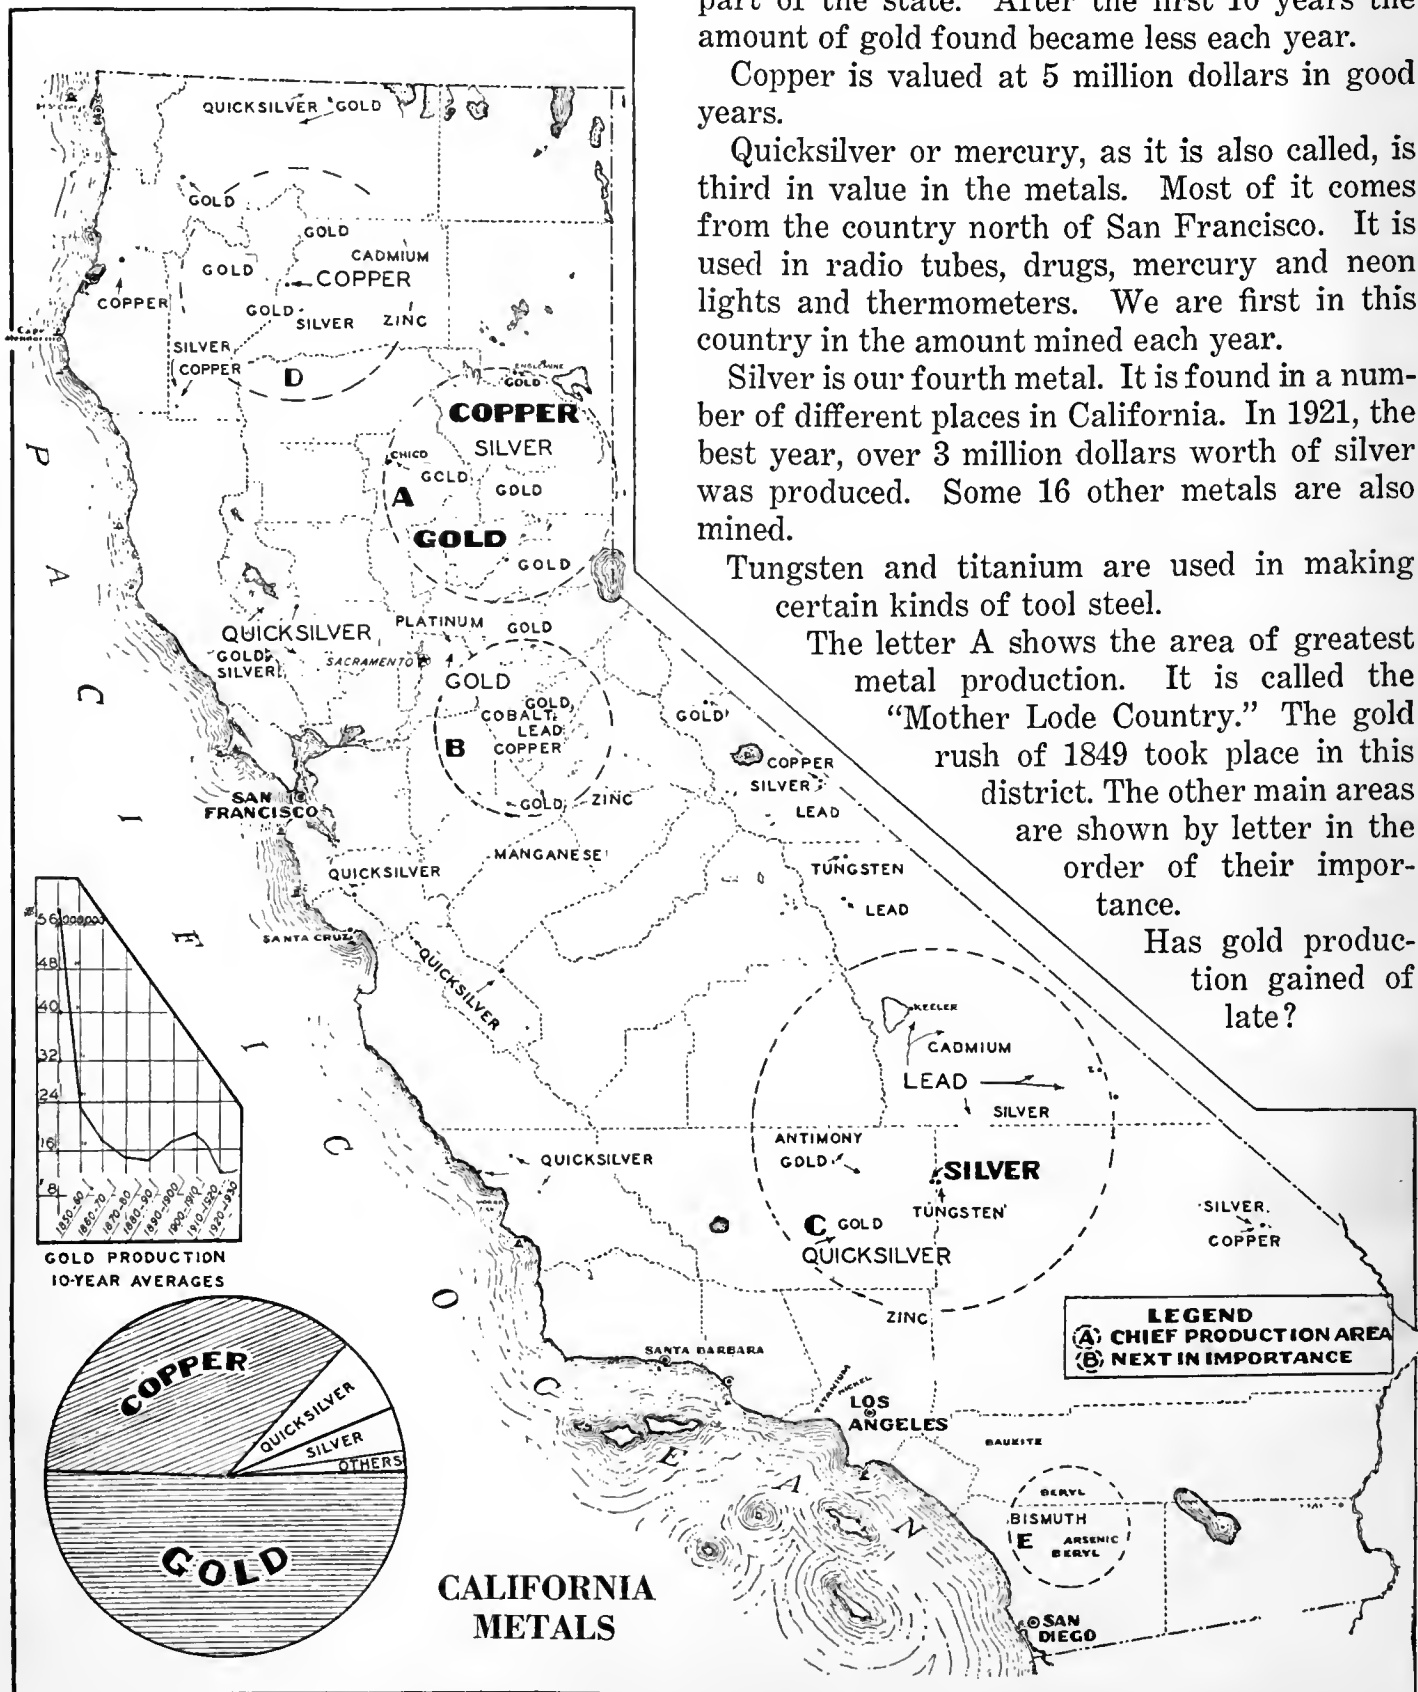 part of the state. After the first 10 years the
amount of gold found became less each year.
Copper is valued at 5 million dollars in good
years.
Quicksilver or mercury, as it is also called, is
third in value in the metals. Most of it comes
from the country north of San Francisco. It is
used in radio tubes, drugs, mercury and neon
lights and thermometers. We are first in this
country in the amount mined each year.
Silver is our fourth metal. It is found in a num-
ber of different places in California. In 1921, the
best year, over 3 million dollars worth of silver
was produced. Some 16 other metals are also
mined.
Tungsten and titanium are used in making
certain kinds of tool steel.
The letter A shows the area of greatest
metal production. It is called the
"Mother Lode Country." The gold
rush of 1849 took place in this
district. The other main areas
are shown by letter in the
order of their impor-
tance.
Has gold produc-
tion gained of
late?
QUICKSILVER GOLD
GOLD
GOLD
CADMIUM
GOLD
COPPER
COPPER
GOLD
SILVER
ZINC
Cape
Mendocino
SILVER
COPPER
D
ENGLEMINE
GOLD
COPPER
SILVER
CHICO
GOLD
GOLD
A
GOLD
GOLD
PLATINUM
GOLD
QUICKSILVER
GOLD
SILVER
SACRAMENTO
GOLD
GOLD
COBALT
LEAD
COPPER
B
GOLD
ZINC
GOLD
COPPER
SILVER
LEAD
SAN
FRANCISCO
MANGANESE
QUICKSILVER
TUNGSTEN
LEAD
SANTA CRUZ
QUICKSILVER
KEELER
CADMIUM
LEAD
SILVER
ANTIMONY
GOLD
QUICKSILVER
SILVER
TUNGSTEN
C GOLD
QUICKSILVER
SILVER
COPPER
ZINC
SANTA BARBARA
TITANIUM
NICKEL
LOS
ANGELES
BAUXITE
BERYL
BISMUTH
E ARSENIC
BERYL
SAN
DIEGO
PACIFIC
OCEAN
LEGEND
(A) CHIEF PRODUCTION AREA
(B) NEXT IN IMPORTANCE
$56,000,000
48
40
32
24
16
8
1850-60
1860-70
1870-80
1880-90
1890-1900
1900-1910
1910-1920
1920-1930
GOLD PRODUCTION
10-YEAR AVERAGES
COPPER
QUICKSILVER
SILVER
OTHERS
GOLD
CALIFORNIA
METALS